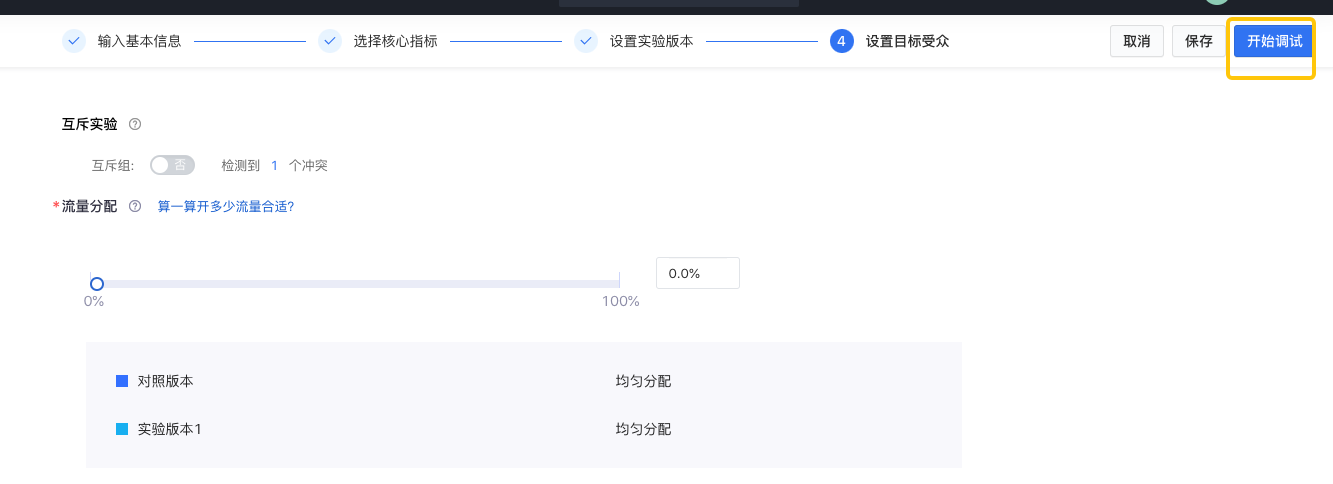 输入基本信息 选择核心指标 设置实验版本 4 设置目标受众 取消 保存 开始调试
互斥实验 ?
互斥组: 否 检测到 1 个冲突
*流量分配 ? 算一算开多少流量合适?
0.0%
0% 100%
对照版本 均匀分配
实验版本1 均匀分配